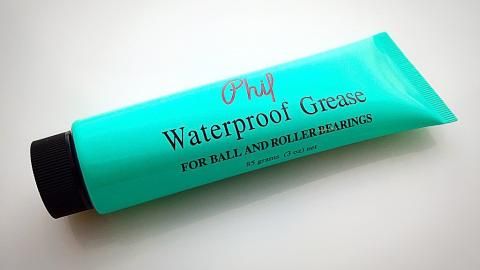 Phil
Waterproof Grease
FOR BALL AND ROLLER BEARINGS
85 grams (3 oz) net